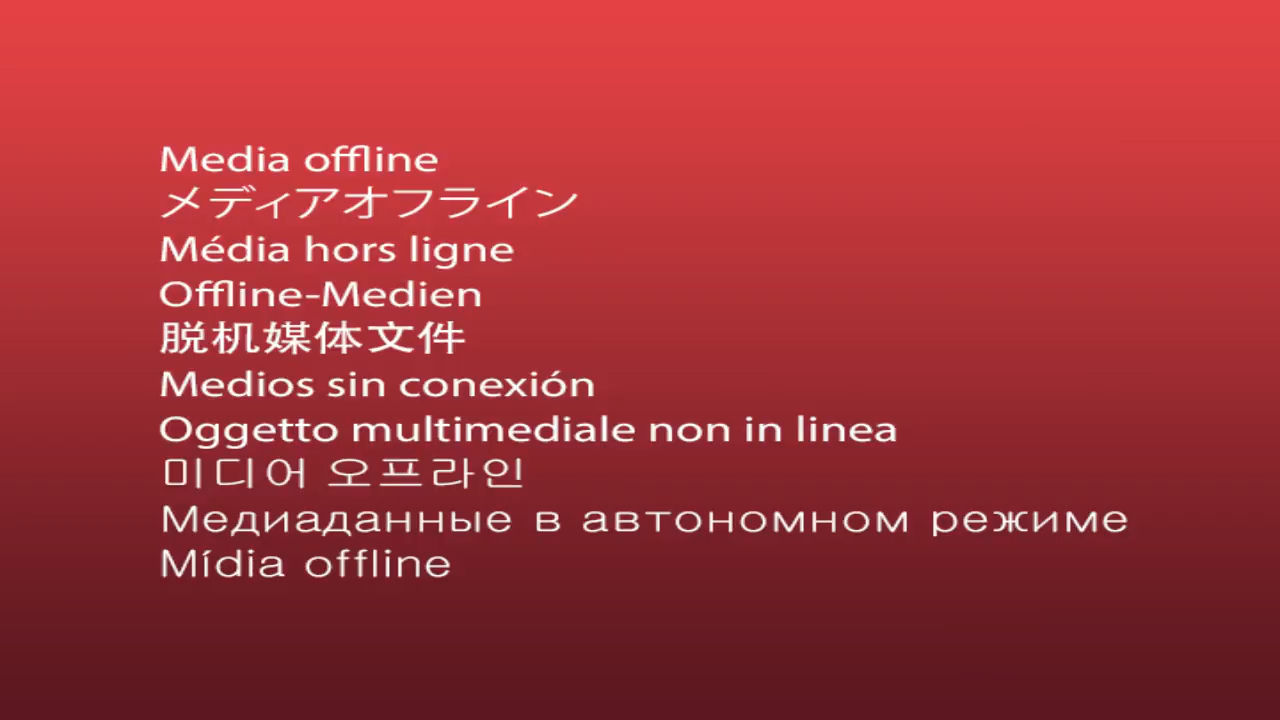 Media offline
メディアオフライン
Média hors ligne
Offline-Medien
脱机媒体文件
Medios sin conexión
Oggetto multimediale non in linea
미디어 오프라인
Медиаданные в автономном режиме
Mídia offline